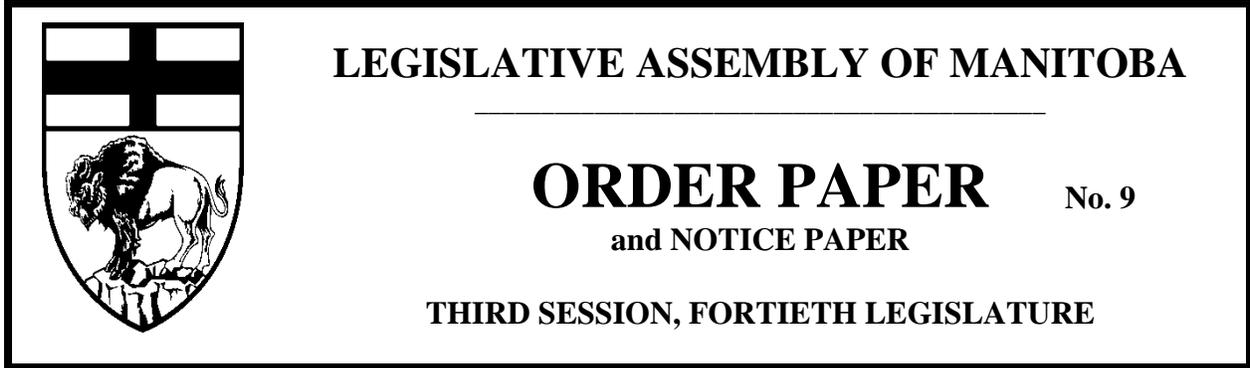 LEGISLATIVE ASSEMBLY OF MANITOBA
ORDER PAPER No. 9
and NOTICE PAPER
THIRD SESSION, FORTIETH LEGISLATURE